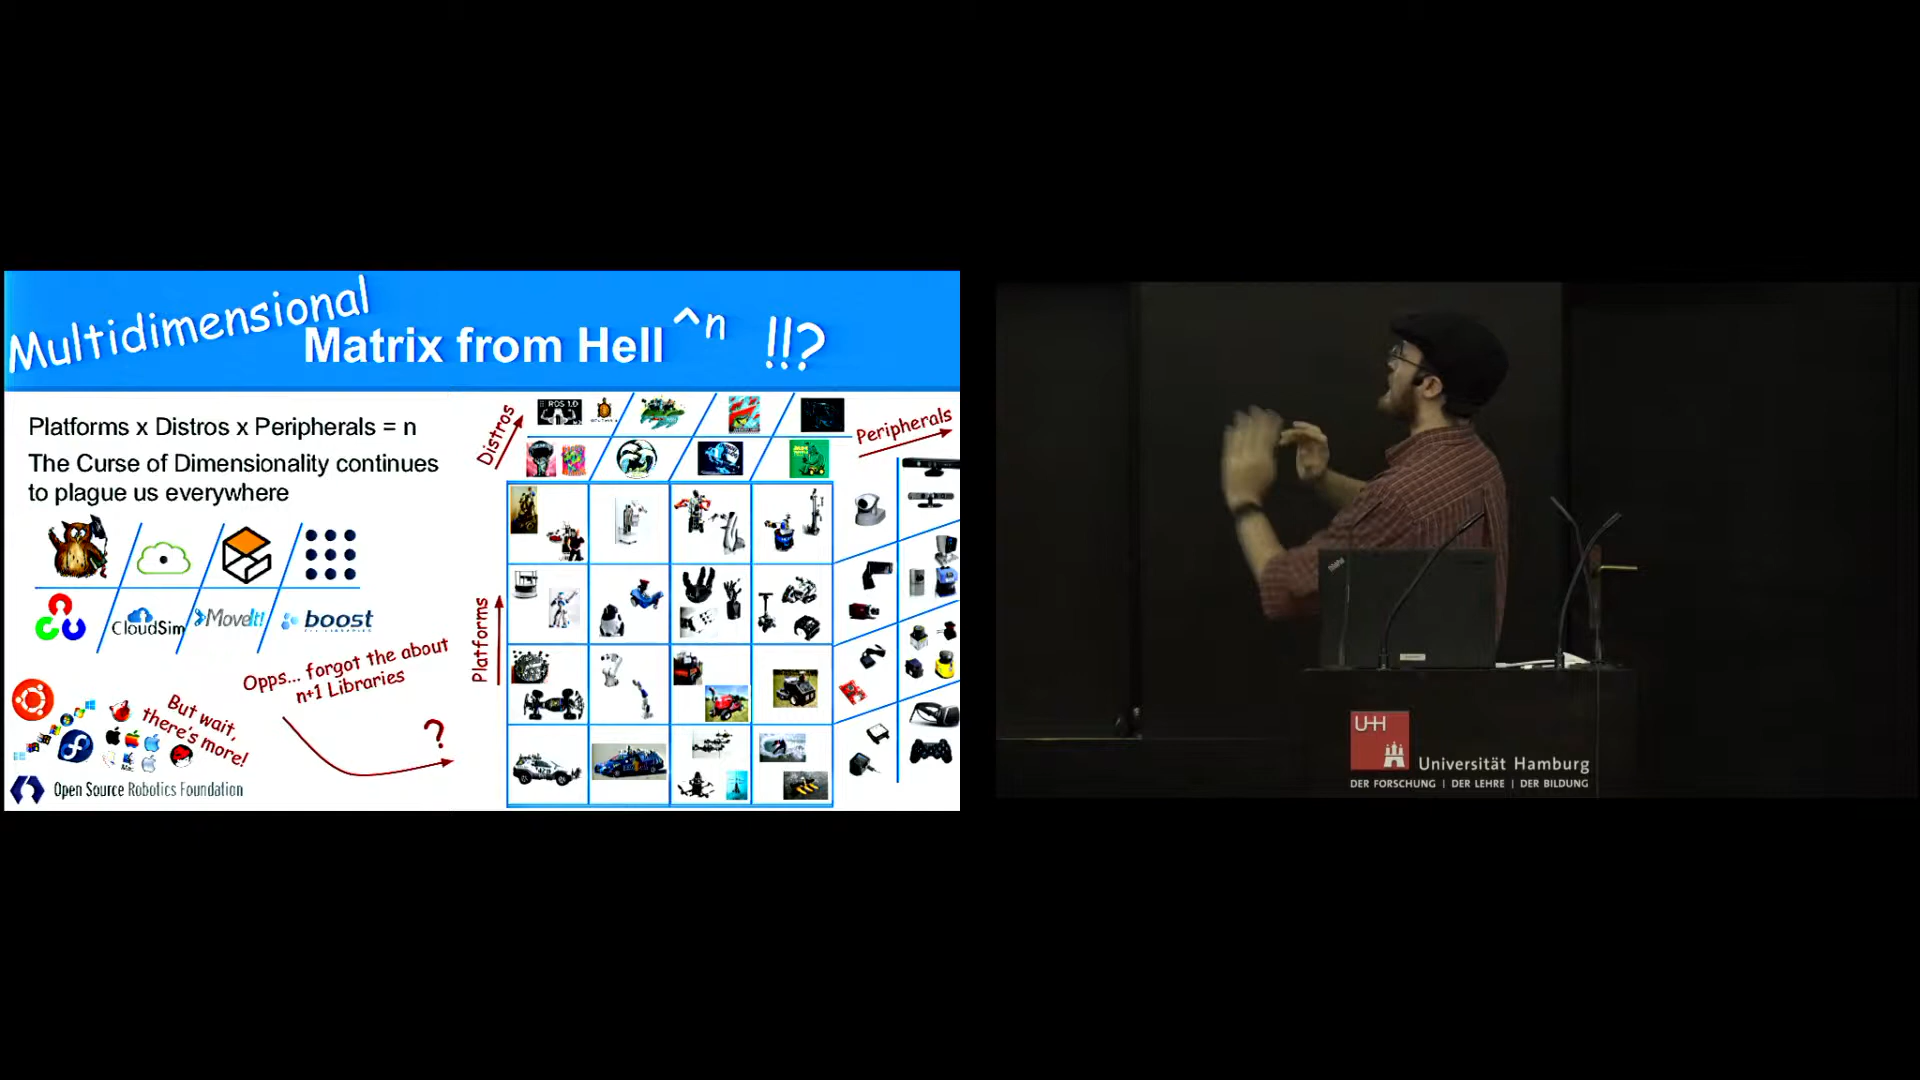 Multidimensional
Matrix from Hell ^n !!?
Platforms x Distros x Peripherals = n
The Curse of Dimensionality continues
to plague us everywhere
CloudSim
MoveIt!
boost
Opps... forgot the about
n+1 Libraries
But wait,
there's more!
?
Open Source Robotics Foundation
Distros
ROS 1.0
Peripherals
Platforms
ThinkPad
UHH
Universität Hamburg
DER FORSCHUNG | DER LEHRE | DER BILDUNG